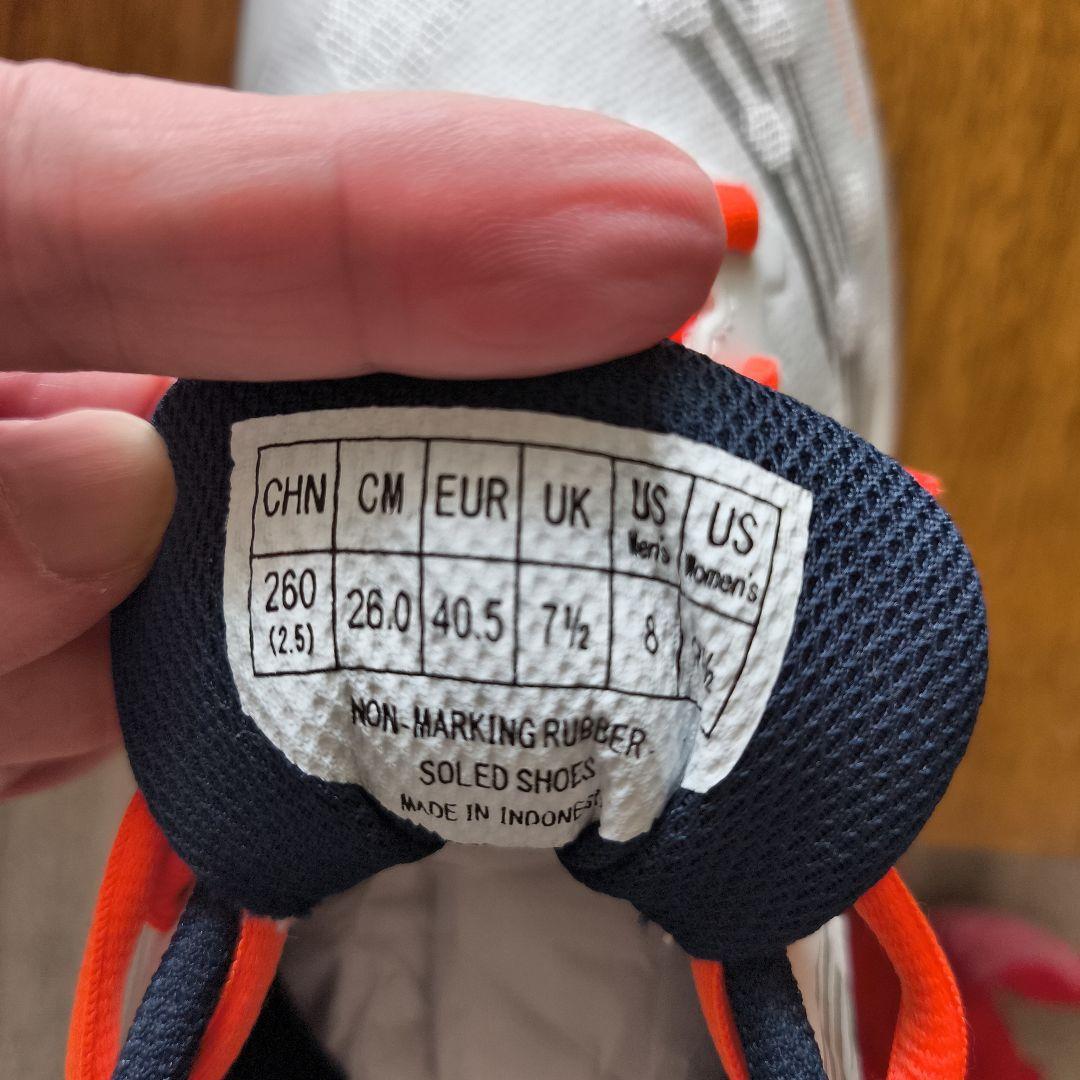 CHN CM EUR UK US Men's US Women's
260 (2.5) 26.0 40.5 7½ 8
NON-MARKING RUBBER
SOLED SHOES
MADE IN